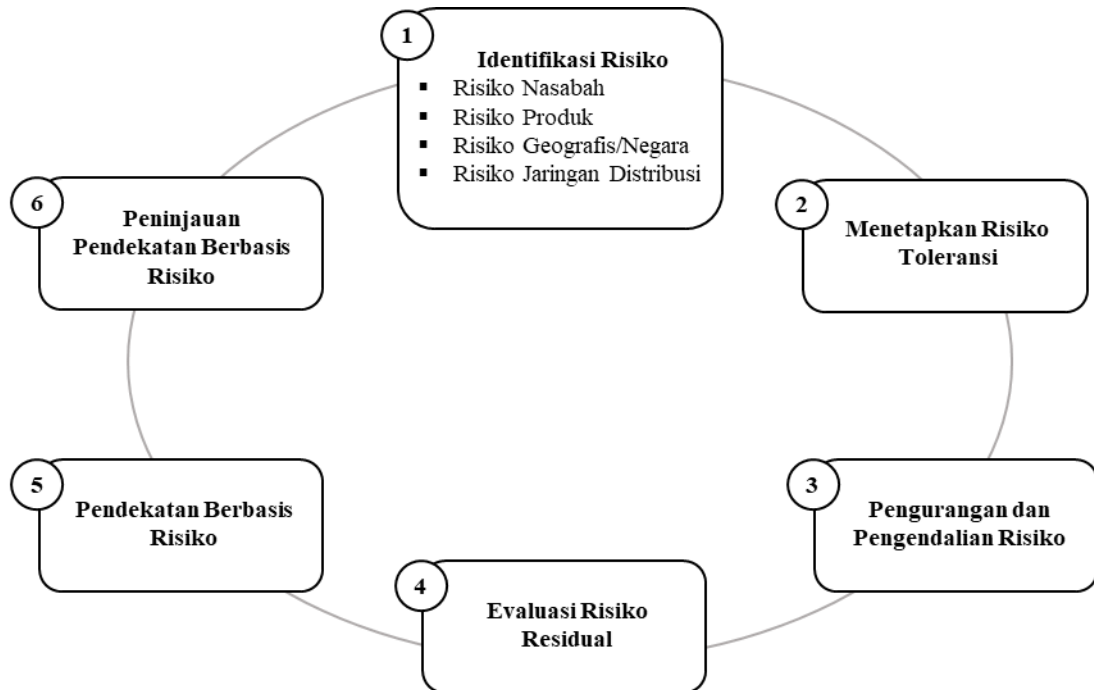 1
Identifikasi Risiko
▪ Risiko Nasabah
▪ Risiko Produk
▪ Risiko Geografis/Negara
▪ Risiko Jaringan Distribusi
2
Menetapkan Risiko
Toleransi
3
Pengurangan dan
Pengendalian Risiko
4
Evaluasi Risiko
Residual
5
Pendekatan Berbasis
Risiko
6
Peninjauan
Pendekatan Berbasis
Risiko